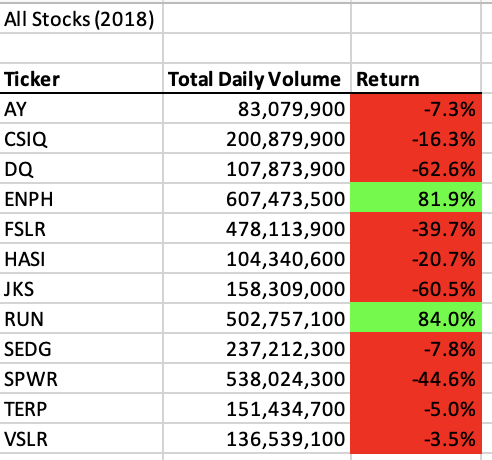 All Stocks (2018)
Ticker Total Daily Volume Return
AY 83,079,900 -7.3%
CSIQ 200,879,900 -16.3%
DQ 107,873,900 -62.6%
ENPH 607,473,500 81.9%
FSLR 478,113,900 -39.7%
HASI 104,340,600 -20.7%
JKS 158,309,000 -60.5%
RUN 502,757,100 84.0%
SEDG 237,212,300 -7.8%
SPWR 538,024,300 -44.6%
TERP 151,434,700 -5.0%
VSLR 136,539,100 -3.5%